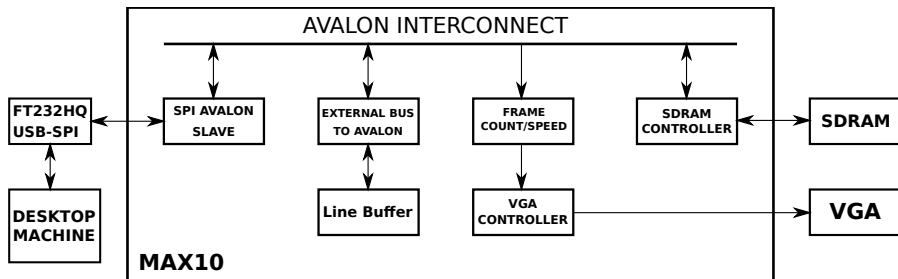 AVALON INTERCONNECT
FT232HQ
USB-SPI
SPI AVALON
SLAVE
EXTERNAL BUS
TO AVALON
FRAME
COUNT/SPEED
SDRAM
CONTROLLER
SDRAM
DESKTOP
MACHINE
Line Buffer
VGA
CONTROLLER
VGA
MAX10